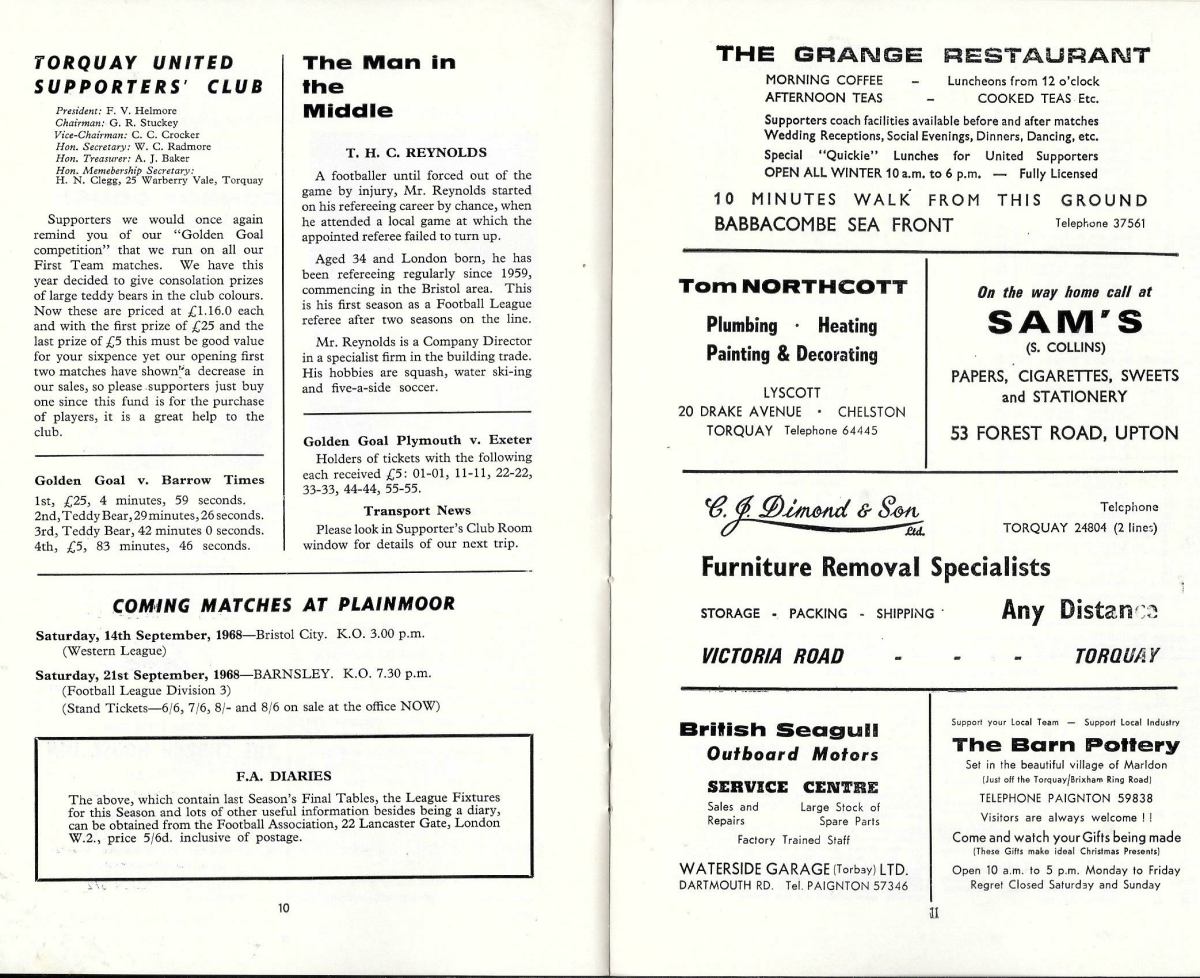 TORQUAY UNITED
SUPPORTERS' CLUB
President: F. V. Helmore
Chairman: G. R. Stuckey
Vice-Chairman: C. C. Crocker
Hon. Secretary: W. C. Radmore
Hon. Treasurer: A. J. Baker
Hon. Memebership Secretary:
H. N. Clegg, 25 Warberry Vale, Torquay
Supporters we would once again
remind you of our "Golden Goal
competition" that we run on all our
First Team matches. We have this
year decided to give consolation prizes
of large teddy bears in the club colours.
Now these are priced at £1.16.0 each
and with the first prize of £25 and the
last prize of £5 this must be good value
for your sixpence yet our opening first
two matches have shown a decrease in
our sales, so please supporters just buy
one since this fund is for the purchase
of players, it is a great help to the
club.
Golden Goal v. Barrow Times
1st, £25, 4 minutes, 59 seconds.
2nd, Teddy Bear, 29 minutes, 26 seconds.
3rd, Teddy Bear, 42 minutes 0 seconds.
4th, £5, 83 minutes, 46 seconds.
The Man in
the
Middle
T. H. C. REYNOLDS
A footballer until forced out of the
game by injury, Mr. Reynolds started
on his refereeing career by chance, when
he attended a local game at which the
appointed referee failed to turn up.
Aged 34 and London born, he has
been refereeing regularly since 1959,
commencing in the Bristol area. This
is his first season as a Football League
referee after two seasons on the line.
Mr. Reynolds is a Company Director
in a specialist firm in the building trade.
His hobbies are squash, water ski-ing
and five-a-side soccer.
Golden Goal Plymouth v. Exeter
Holders of tickets with the following
each received £5: 01-01, 11-11, 22-22,
33-33, 44-44, 55-55.
Transport News
Please look in Supporter's Club Room
window for details of our next trip.
COMING MATCHES AT PLAINMOOR
Saturday, 14th September, 1968—Bristol City. K.O. 3.00 p.m.
(Western League)
Saturday, 21st September, 1968—BARNSLEY. K.O. 7.30 p.m.
(Football League Division 3)
(Stand Tickets—6/6, 7/6, 8/- and 8/6 on sale at the office NOW)
F.A. DIARIES
The above, which contain last Season's Final Tables, the League Fixtures
for this Season and lots of other useful information besides being a diary,
can be obtained from the Football Association, 22 Lancaster Gate, London
W.2., price 5/6d. inclusive of postage.
10
THE GRANGE RESTAURANT
MORNING COFFEE - Luncheons from 12 o'clock
AFTERNOON TEAS - COOKED TEAS Etc.
Supporters coach facilities available before and after matches
Wedding Receptions, Social Evenings, Dinners, Dancing, etc.
Special "Quickie" Lunches for United Supporters
OPEN ALL WINTER 10 a.m. to 6 p.m. — Fully Licensed
10 MINUTES WALK FROM THIS GROUND
BABBACOMBE SEA FRONT Telephone 37561
Tom NORTHCOTT
Plumbing · Heating
Painting & Decorating
LYSCOTT
20 DRAKE AVENUE · CHELSTON
TORQUAY Telephone 64445
On the way home call at
SAM'S
(S. COLLINS)
PAPERS, CIGARETTES, SWEETS
and STATIONERY
53 FOREST ROAD, UPTON
C. J. Dimond & Son
Ltd.
Telephone
TORQUAY 24804 (2 lines)
Furniture Removal Specialists
STORAGE - PACKING - SHIPPING Any Distance
VICTORIA ROAD - - - TORQUAY
British Seagull
Outboard Motors
SERVICE CENTRE
Sales and Large Stock of
Repairs Spare Parts
Factory Trained Staff
WATERSIDE GARAGE (Torbay) LTD.
DARTMOUTH RD. Tel. PAIGNTON 57346
Support your Local Team — Support Local Industry
The Barn Pottery
Set in the beautiful village of Marldon
(Just off the Torquay/Brixham Ring Road)
TELEPHONE PAIGNTON 59838
Visitors are always welcome ! !
Come and watch your Gifts being made
(These Gifts make ideal Christmas Presents)
Open 10 a.m. to 5 p.m. Monday to Friday
Regret Closed Saturday and Sunday
11